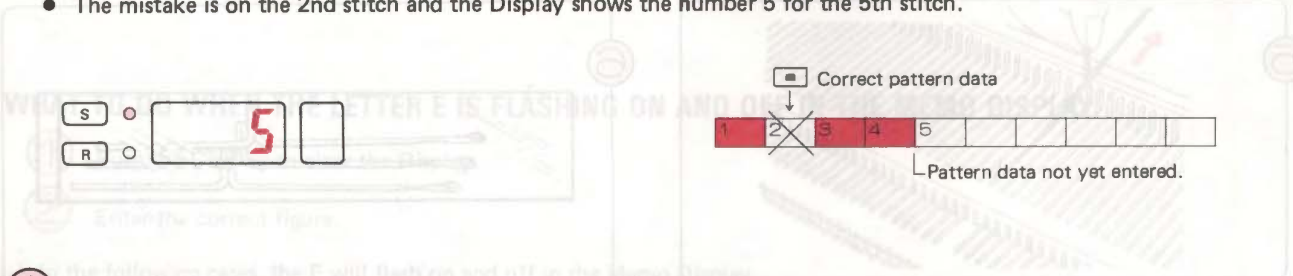 • The mistake is on the 2nd stitch and the Display shows the number 5 for the 5th stitch.
WHAT TO DO WHEN THE LETTER E IS FLASHING ON AND OFF IN THE MEMO DISPLAY
S
R
5
Correct pattern data
1 2 3 4 5
Pattern data not yet entered.
Enter the correct figure.
the following cases, the E will flash on and off in the Memo Display